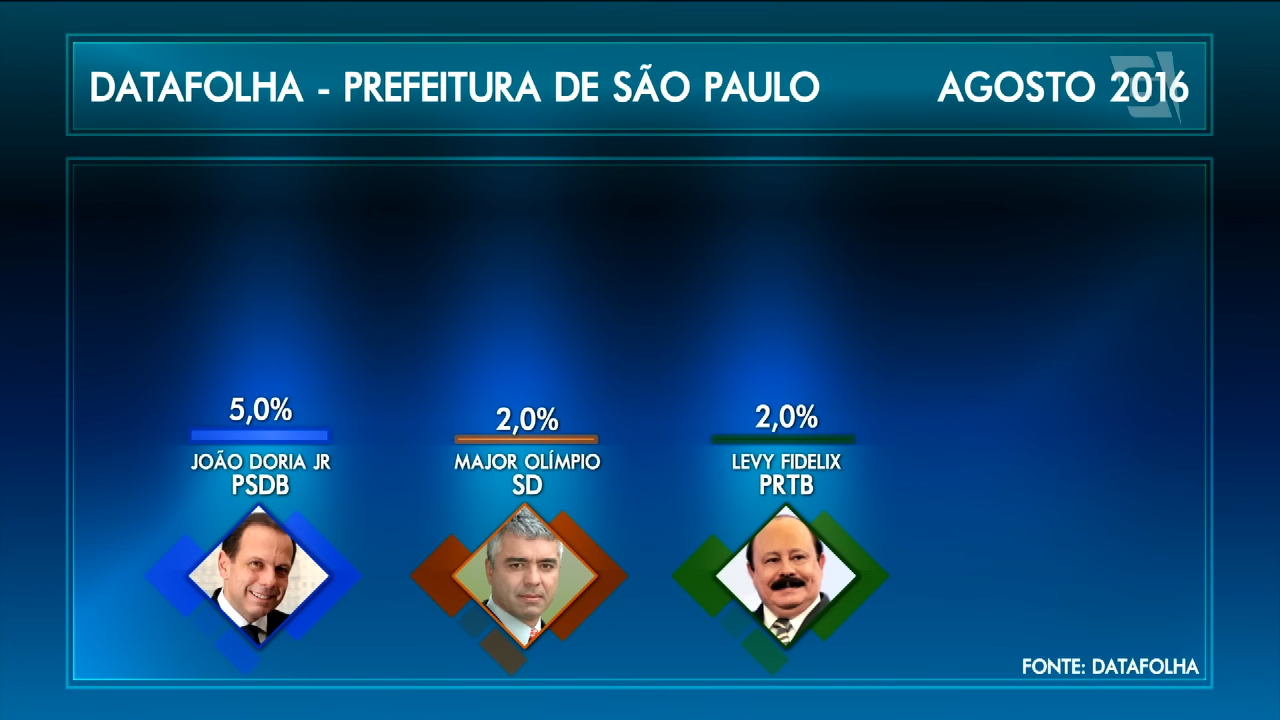 DATAFOLHA - PREFEITURA DE SÃO PAULO AGOSTO 2016
5,0% 2,0% 2,0%
JOÃO DORIA JR MAJOR OLÍMPIO LEVY FIDELIX
PSDB SD PRTB
FONTE: DATAFOLHA